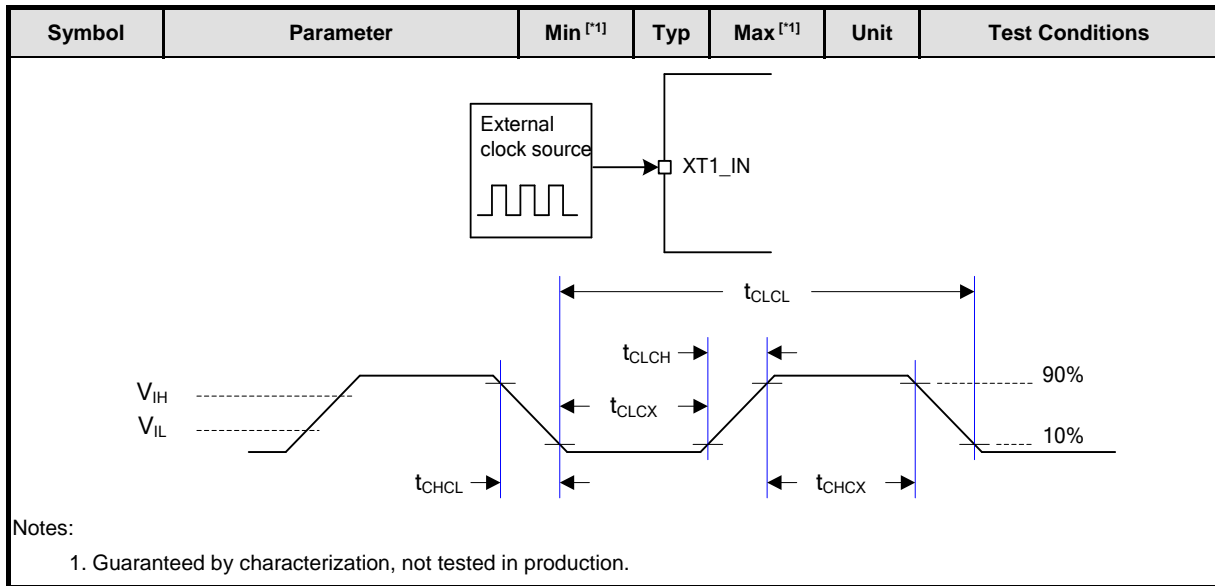 Symbol Parameter Min [*1] Typ Max [*1] Unit Test Conditions
External
clock source
XT1_IN
tCLCL
tCLCH
90%
VIH
tCLCX
VIL
10%
tCHCL
tCHCX
Notes:
1. Guaranteed by characterization, not tested in production.